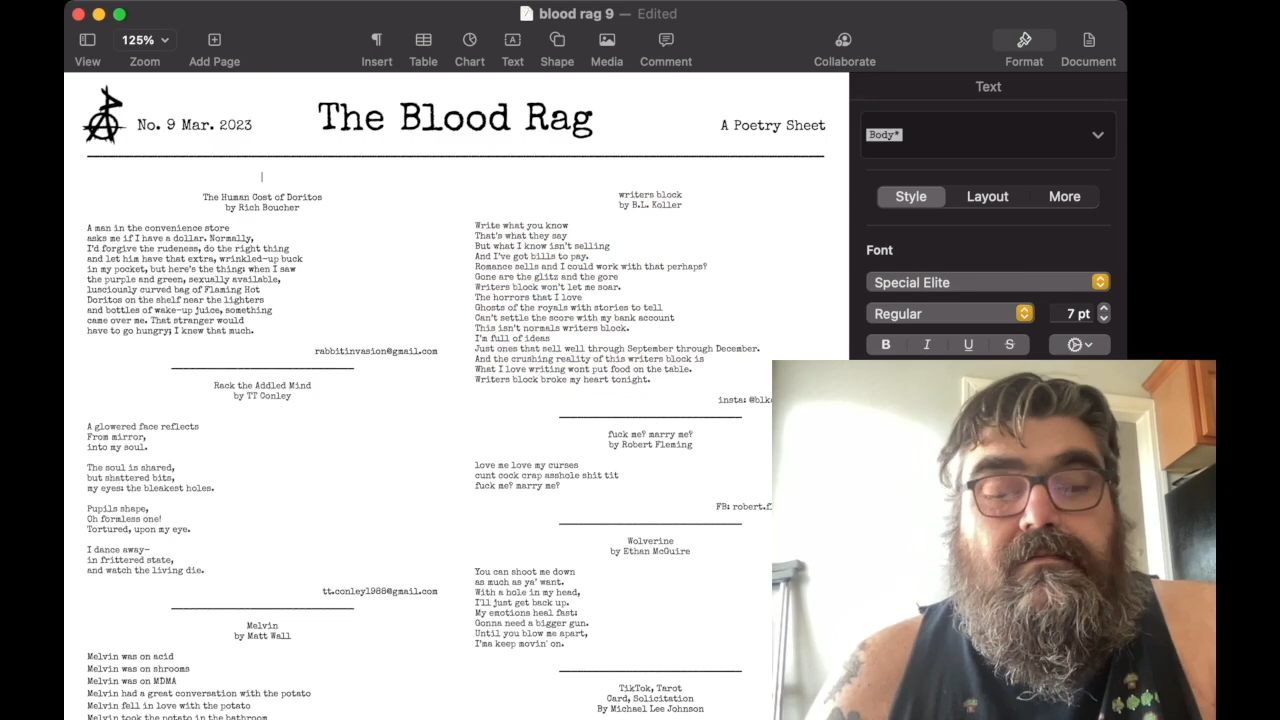 blood rag 9 — Edited
125%
View
Zoom
Add Page
Insert
Table
Chart
Text
Shape
Media
Comment
Collaborate
Format
Document
No. 9 Mar. 2023
The Blood Rag
A Poetry Sheet
The Human Cost of Doritos
by Rich Boucher
A man in the convenience store
asks me if I have a dollar. Normally,
I'd forgive the rudeness, do the right thing
and let him have that extra, wrinkled-up buck
in my pocket, but here's the thing: when I saw
the purple and green, sexually available,
lusciously curved bag of Flaming Hot
Doritos on the shelf near the lighters
and bottles of wake-up juice, something
came over me. That stranger would
have to go hungry; I knew that much.
rabbitinvasion@gmail.com
Rack the Addled Mind
by TT Conley
A glowered face reflects
From mirror,
into my soul.
The soul is shared,
but shattered bits,
my eyes: the bleakest holes.
Pupils shape,
Oh formless one!
Tortured, upon my eye.
I dance away-
in frittered state,
and watch the living die.
tt.conley1988@gmail.com
Melvin
by Matt Wall
Melvin was on acid
Melvin was on shrooms
Melvin was on MDMA
Melvin had a great conversation with the potato
Melvin fell in love with the potato
Melvin took the potato in the bathroom
writers block
by B.L. Koller
Write what you know
That's what they say
But what I know isn't selling
And I've got bills to pay.
Romance sells and I could work with that perhaps?
Gone are the glitz and the gore
Writers block won't let me soar.
The horrors that I love
Ghosts of the royals with stories to tell
Can't settle the score with my bank account
This isn't normals writers block.
I'm full of ideas
Just ones that sell well through September through December.
And the crushing reality of this writers block is
What I love writing wont put food on the table.
Writers block broke my heart tonight.
insta: @blk
fuck me? marry me?
by Robert Fleming
love me love my curses
cunt cock crap asshole shit tit
fuck me? marry me?
FB: robert.f
Wolverine
by Ethan McGuire
You can shoot me down
as much as ya' want.
With a hole in my head,
I'll just get back up.
My emotions heal fast:
Gonna need a bigger gun.
Until you blow me apart,
I'ma keep movin' on.
TikTok, Tarot
Card, Solicitation
By Michael Lee Johnson
Text
Body*
Style
Layout
More
Font
Special Elite
Regular
7 pt
B
I
U
S